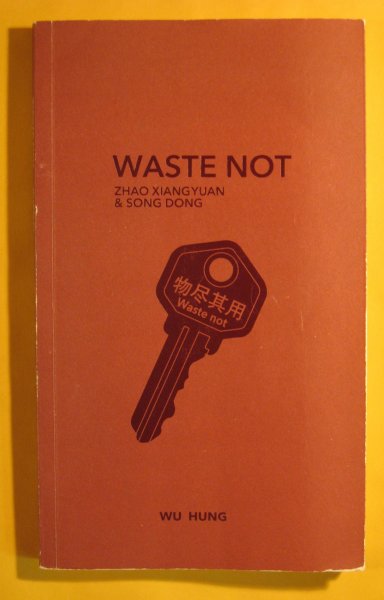 WASTE NOT
ZHAO XIANGYUAN
& SONG DONG
物尽其用
Waste not
WU HUNG